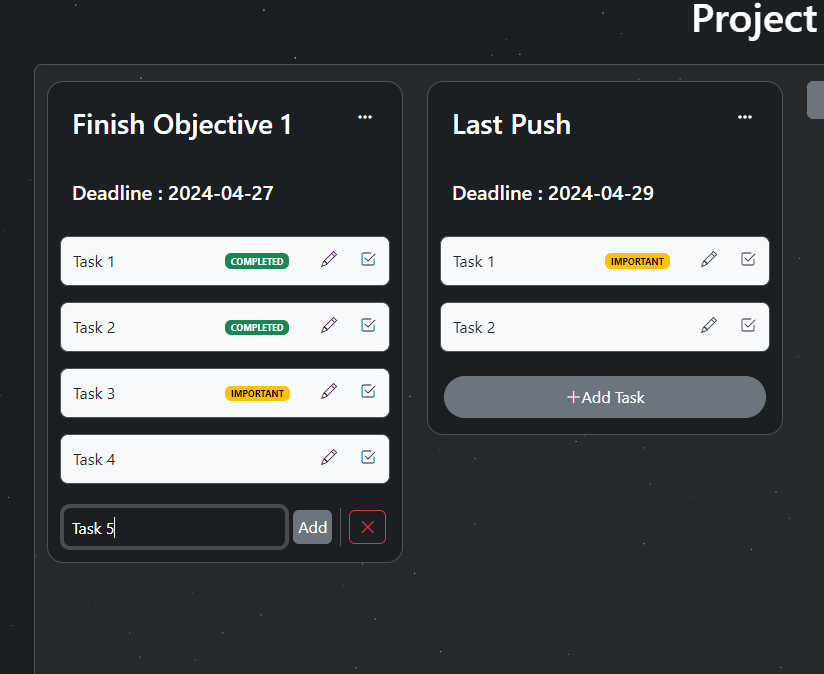 Project
Finish Objective 1
Deadline : 2024-04-27
Task 1 COMPLETED
Task 2 COMPLETED
Task 3 IMPORTANT
Task 4
Task 5 Add
Last Push
Deadline : 2024-04-29
Task 1 IMPORTANT
Task 2
+Add Task